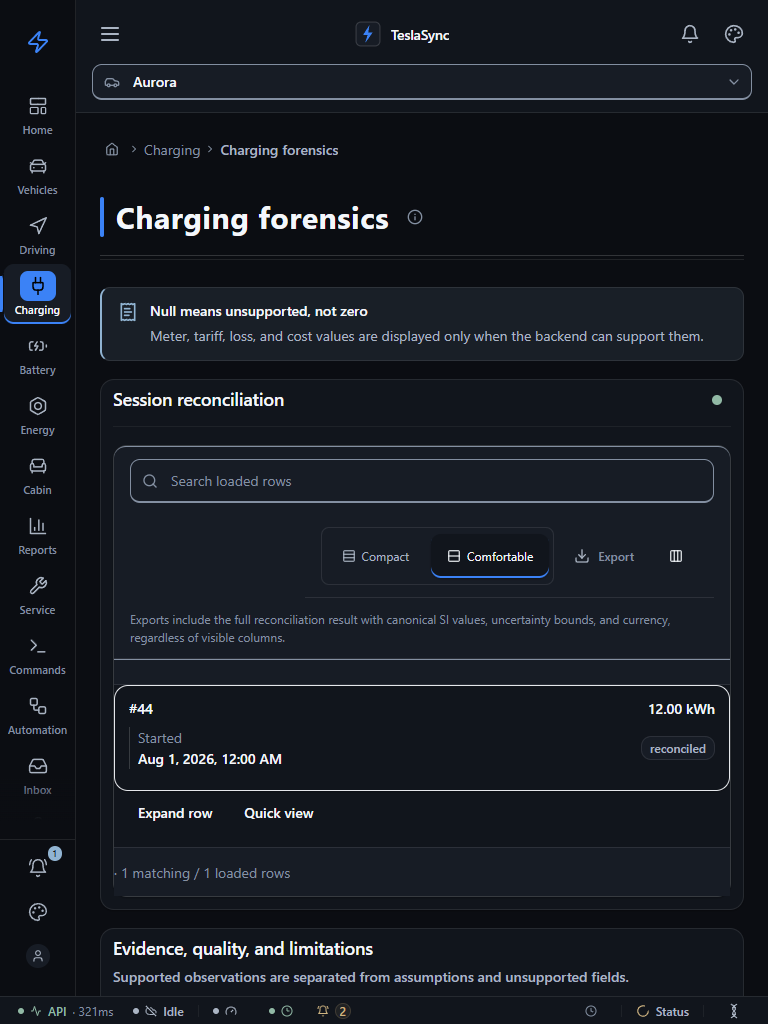 TeslaSync
Aurora
Home
Vehicles
Driving
Charging
Battery
Energy
Cabin
Reports
Service
Commands
Automation
Inbox
1
Charging > Charging forensics
Charging forensics
Null means unsupported, not zero
Meter, tariff, loss, and cost values are displayed only when the backend can support them.
Session reconciliation
Search loaded rows
Compact Comfortable Export
Exports include the full reconciliation result with canonical SI values, uncertainty bounds, and currency,
regardless of visible columns.
#44 12.00 kWh
Started
Aug 1, 2026, 12:00 AM reconciled
Expand row Quick view
· 1 matching / 1 loaded rows
Evidence, quality, and limitations
Supported observations are separated from assumptions and unsupported fields.
API · 321ms Idle 2 Status